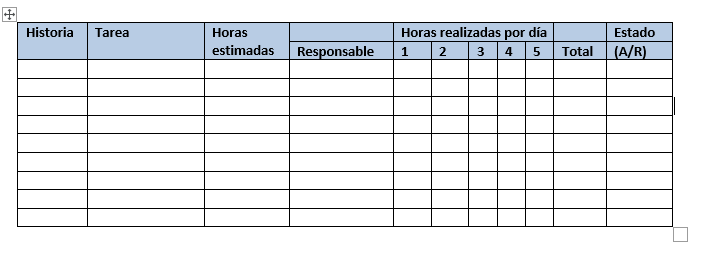 Historia Tarea Horas Horas realizadas por día Estado
estimadas Responsable 1 2 3 4 5 Total (A/R)